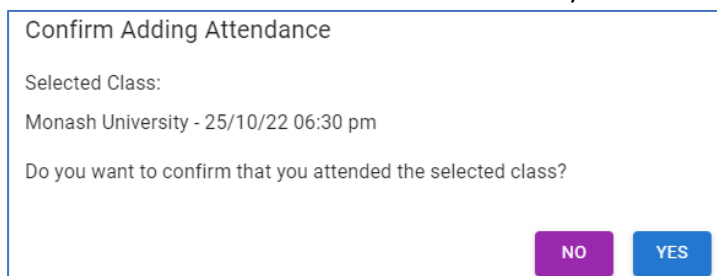 Confirm Adding Attendance
Selected Class:
Monash University - 25/10/22 06:30 pm
Do you want to confirm that you attended the selected class?
NO YES